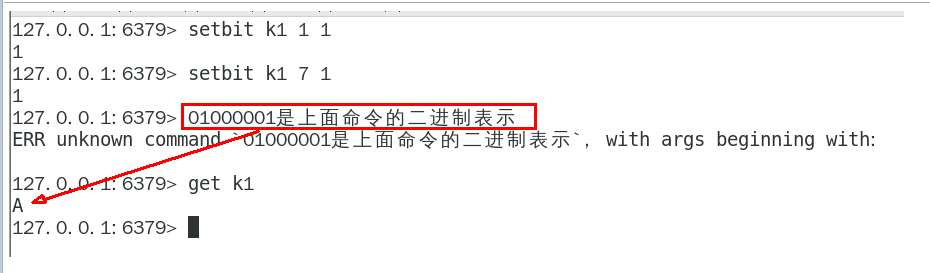 127.0.0.1:6379> setbit k1 1 1
1
127.0.0.1:6379> setbit k1 7 1
1
127.0.0.1:6379> 01000001是上面命令的二进制表示
ERR unknown command `01000001是上面命令的二进制表示`, with args beginning with:
127.0.0.1:6379> get k1
A
127.0.0.1:6379>